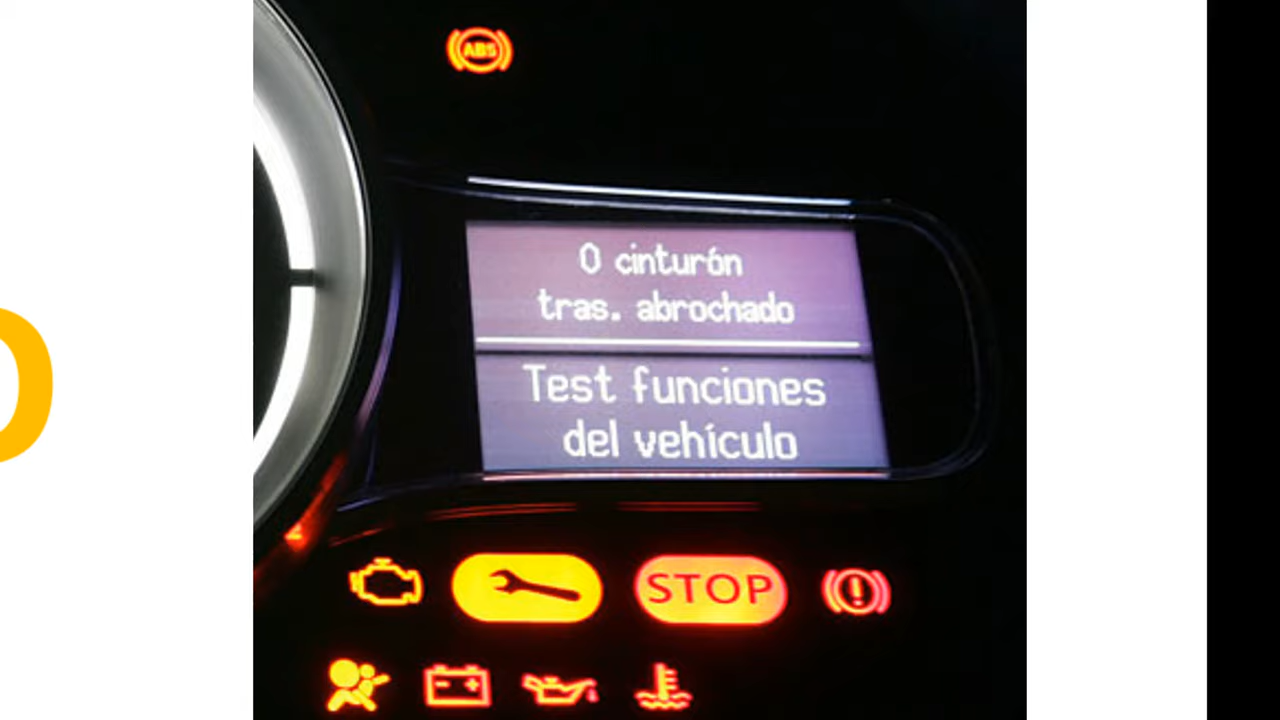 ABS
0 cinturón
tras. abrochado
Test funciones
del vehículo
STOP